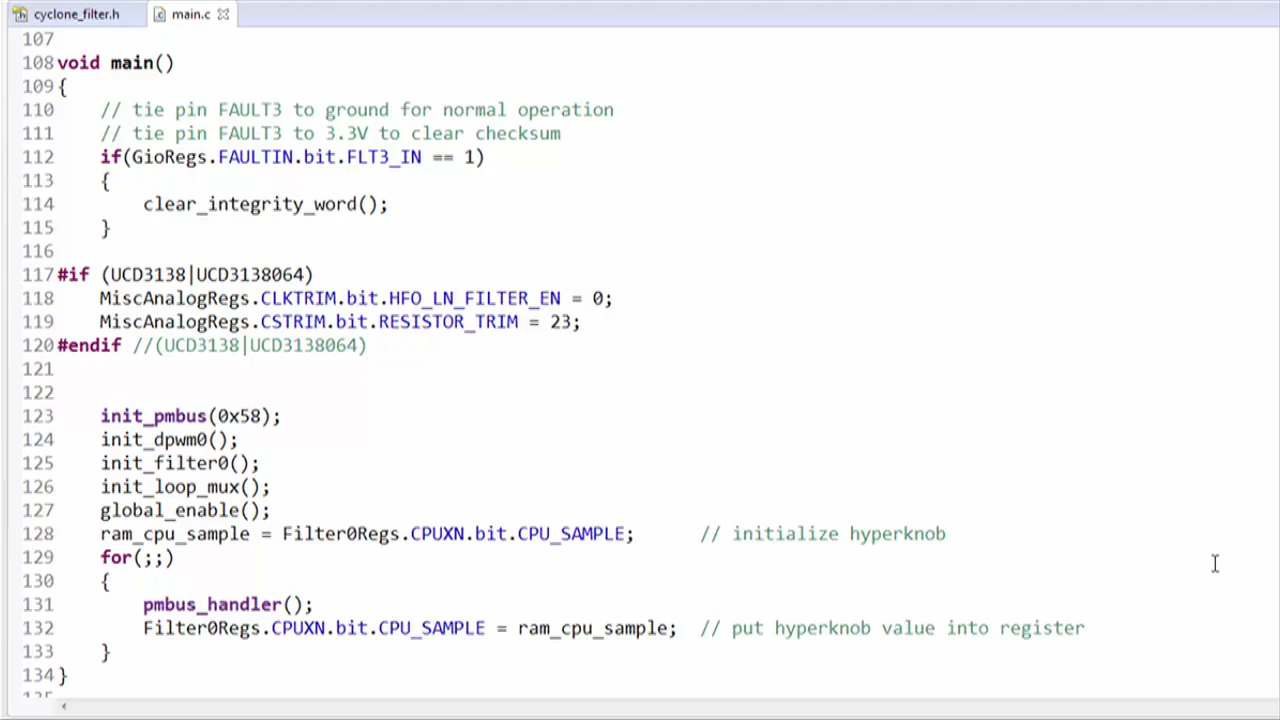 cyclone_filter.h main.c
107
108 void main()
109 {
110 // tie pin FAULT3 to ground for normal operation
111 // tie pin FAULT3 to 3.3V to clear checksum
112 if(GioRegs.FAULTIN.bit.FLT3_IN == 1)
113 {
114 clear_integrity_word();
115 }
116
117 #if (UCD3138|UCD3138064)
118 MiscAnalogRegs.CLKTRIM.bit.HFO_LN_FILTER_EN = 0;
119 MiscAnalogRegs.CSTRIM.bit.RESISTOR_TRIM = 23;
120 #endif //(UCD3138|UCD3138064)
121
122
123 init_pmbus(0x58);
124 init_dpwm0();
125 init_filter0();
126 init_loop_mux();
127 global_enable();
128 ram_cpu_sample = Filter0Regs.CPUXN.bit.CPU_SAMPLE; // initialize hyperknob
129 for(;;)
130 {
131 pmbus_handler();
132 Filter0Regs.CPUXN.bit.CPU_SAMPLE = ram_cpu_sample; // put hyperknob value into register
133 }
134 }